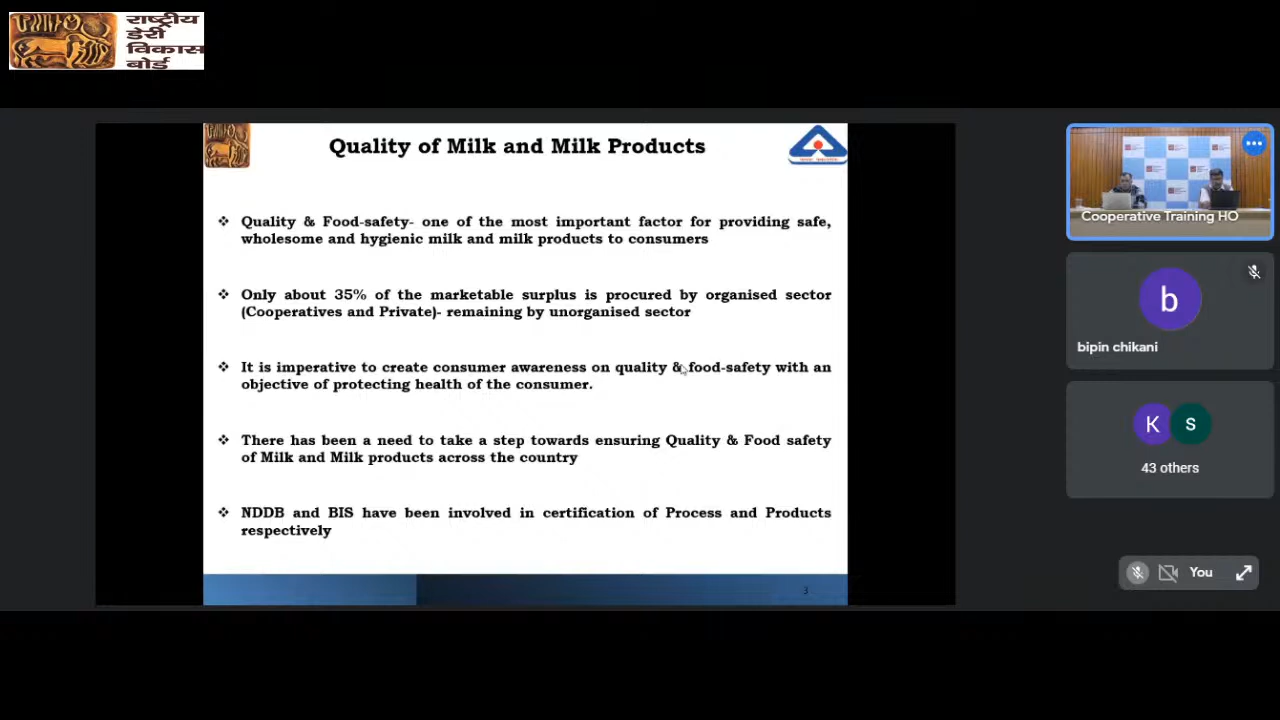 राष्ट्रीय
डेरी
विकास
बोर्ड
Quality of Milk and Milk Products
❖ Quality & Food-safety- one of the most important factor for providing safe,
wholesome and hygienic milk and milk products to consumers
❖ Only about 35% of the marketable surplus is procured by organised sector
(Cooperatives and Private)- remaining by unorganised sector
❖ It is imperative to create consumer awareness on quality & food-safety with an
objective of protecting health of the consumer.
❖ There has been a need to take a step towards ensuring Quality & Food safety
of Milk and Milk products across the country
❖ NDDB and BIS have been involved in certification of Process and Products
respectively
3
Cooperative Training HO
b
bipin chikani
K S
43 others
You